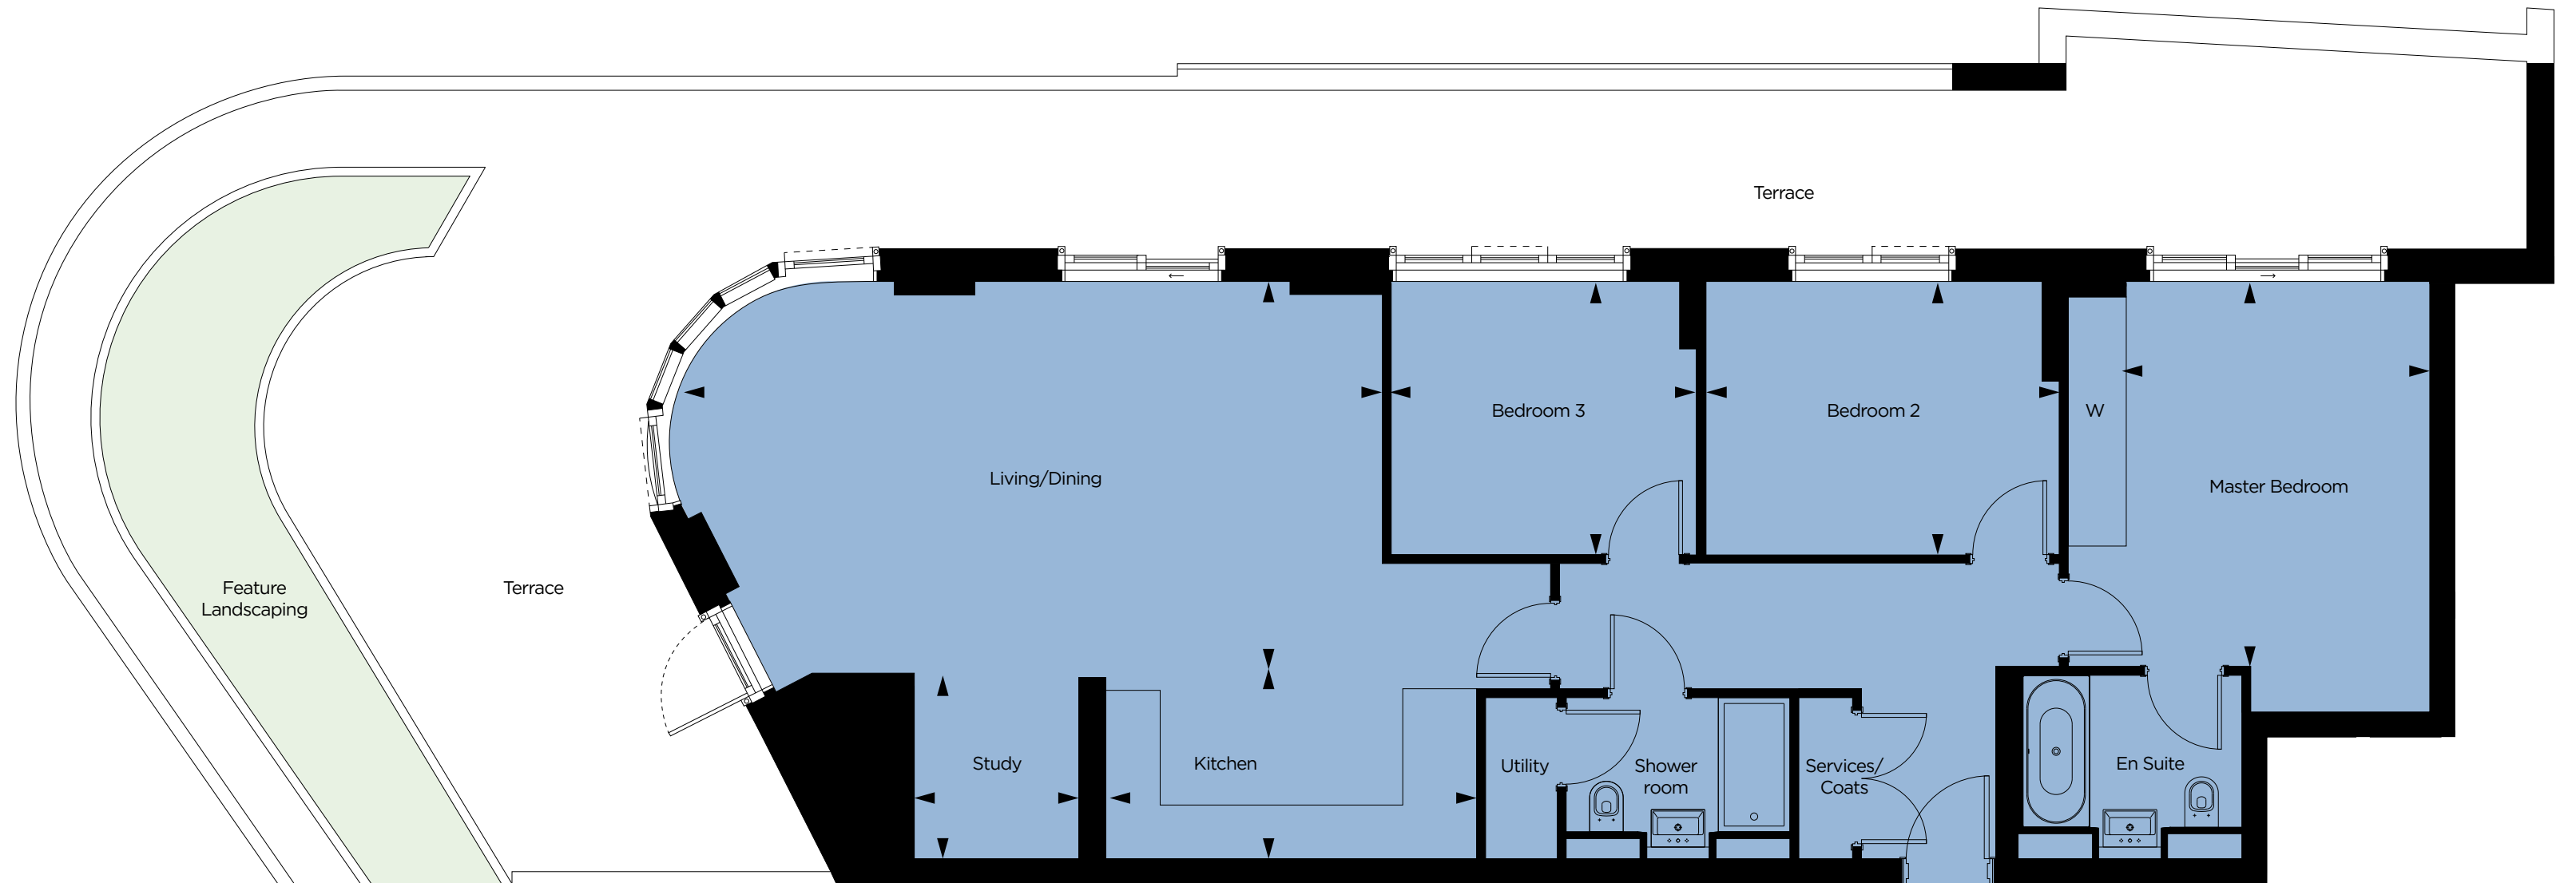 Terrace
Bedroom 3
Bedroom 2
W
Living/Dining
Master Bedroom
Feature
Landscaping
Terrace
Study
Kitchen
Utility
Shower
room
Services/
Coats
En Suite